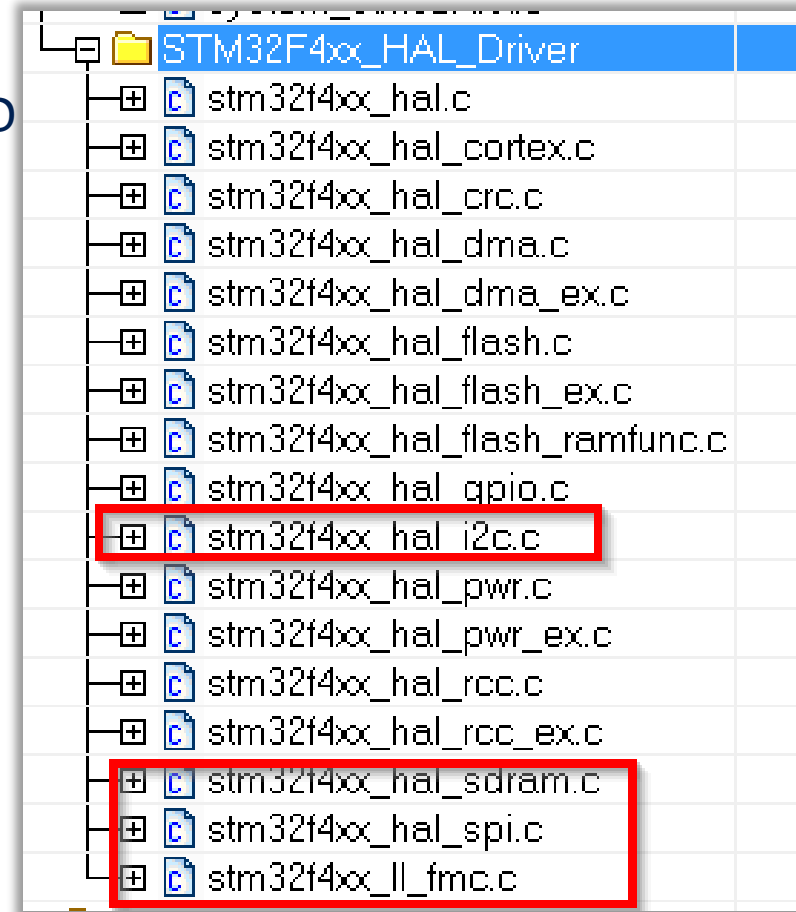 STM32F4xx_HAL_Driver
stm32f4xx_hal.c
stm32f4xx_hal_cortex.c
stm32f4xx_hal_crc.c
stm32f4xx_hal_dma.c
stm32f4xx_hal_dma_ex.c
stm32f4xx_hal_flash.c
stm32f4xx_hal_flash_ex.c
stm32f4xx_hal_flash_ramfunc.c
stm32f4xx_hal_gpio.c
stm32f4xx_hal_i2c.c
stm32f4xx_hal_pwr.c
stm32f4xx_hal_pwr_ex.c
stm32f4xx_hal_rcc.c
stm32f4xx_hal_rcc_ex.c
stm32f4xx_hal_sdram.c
stm32f4xx_hal_spi.c
stm32f4xx_ll_fmc.c